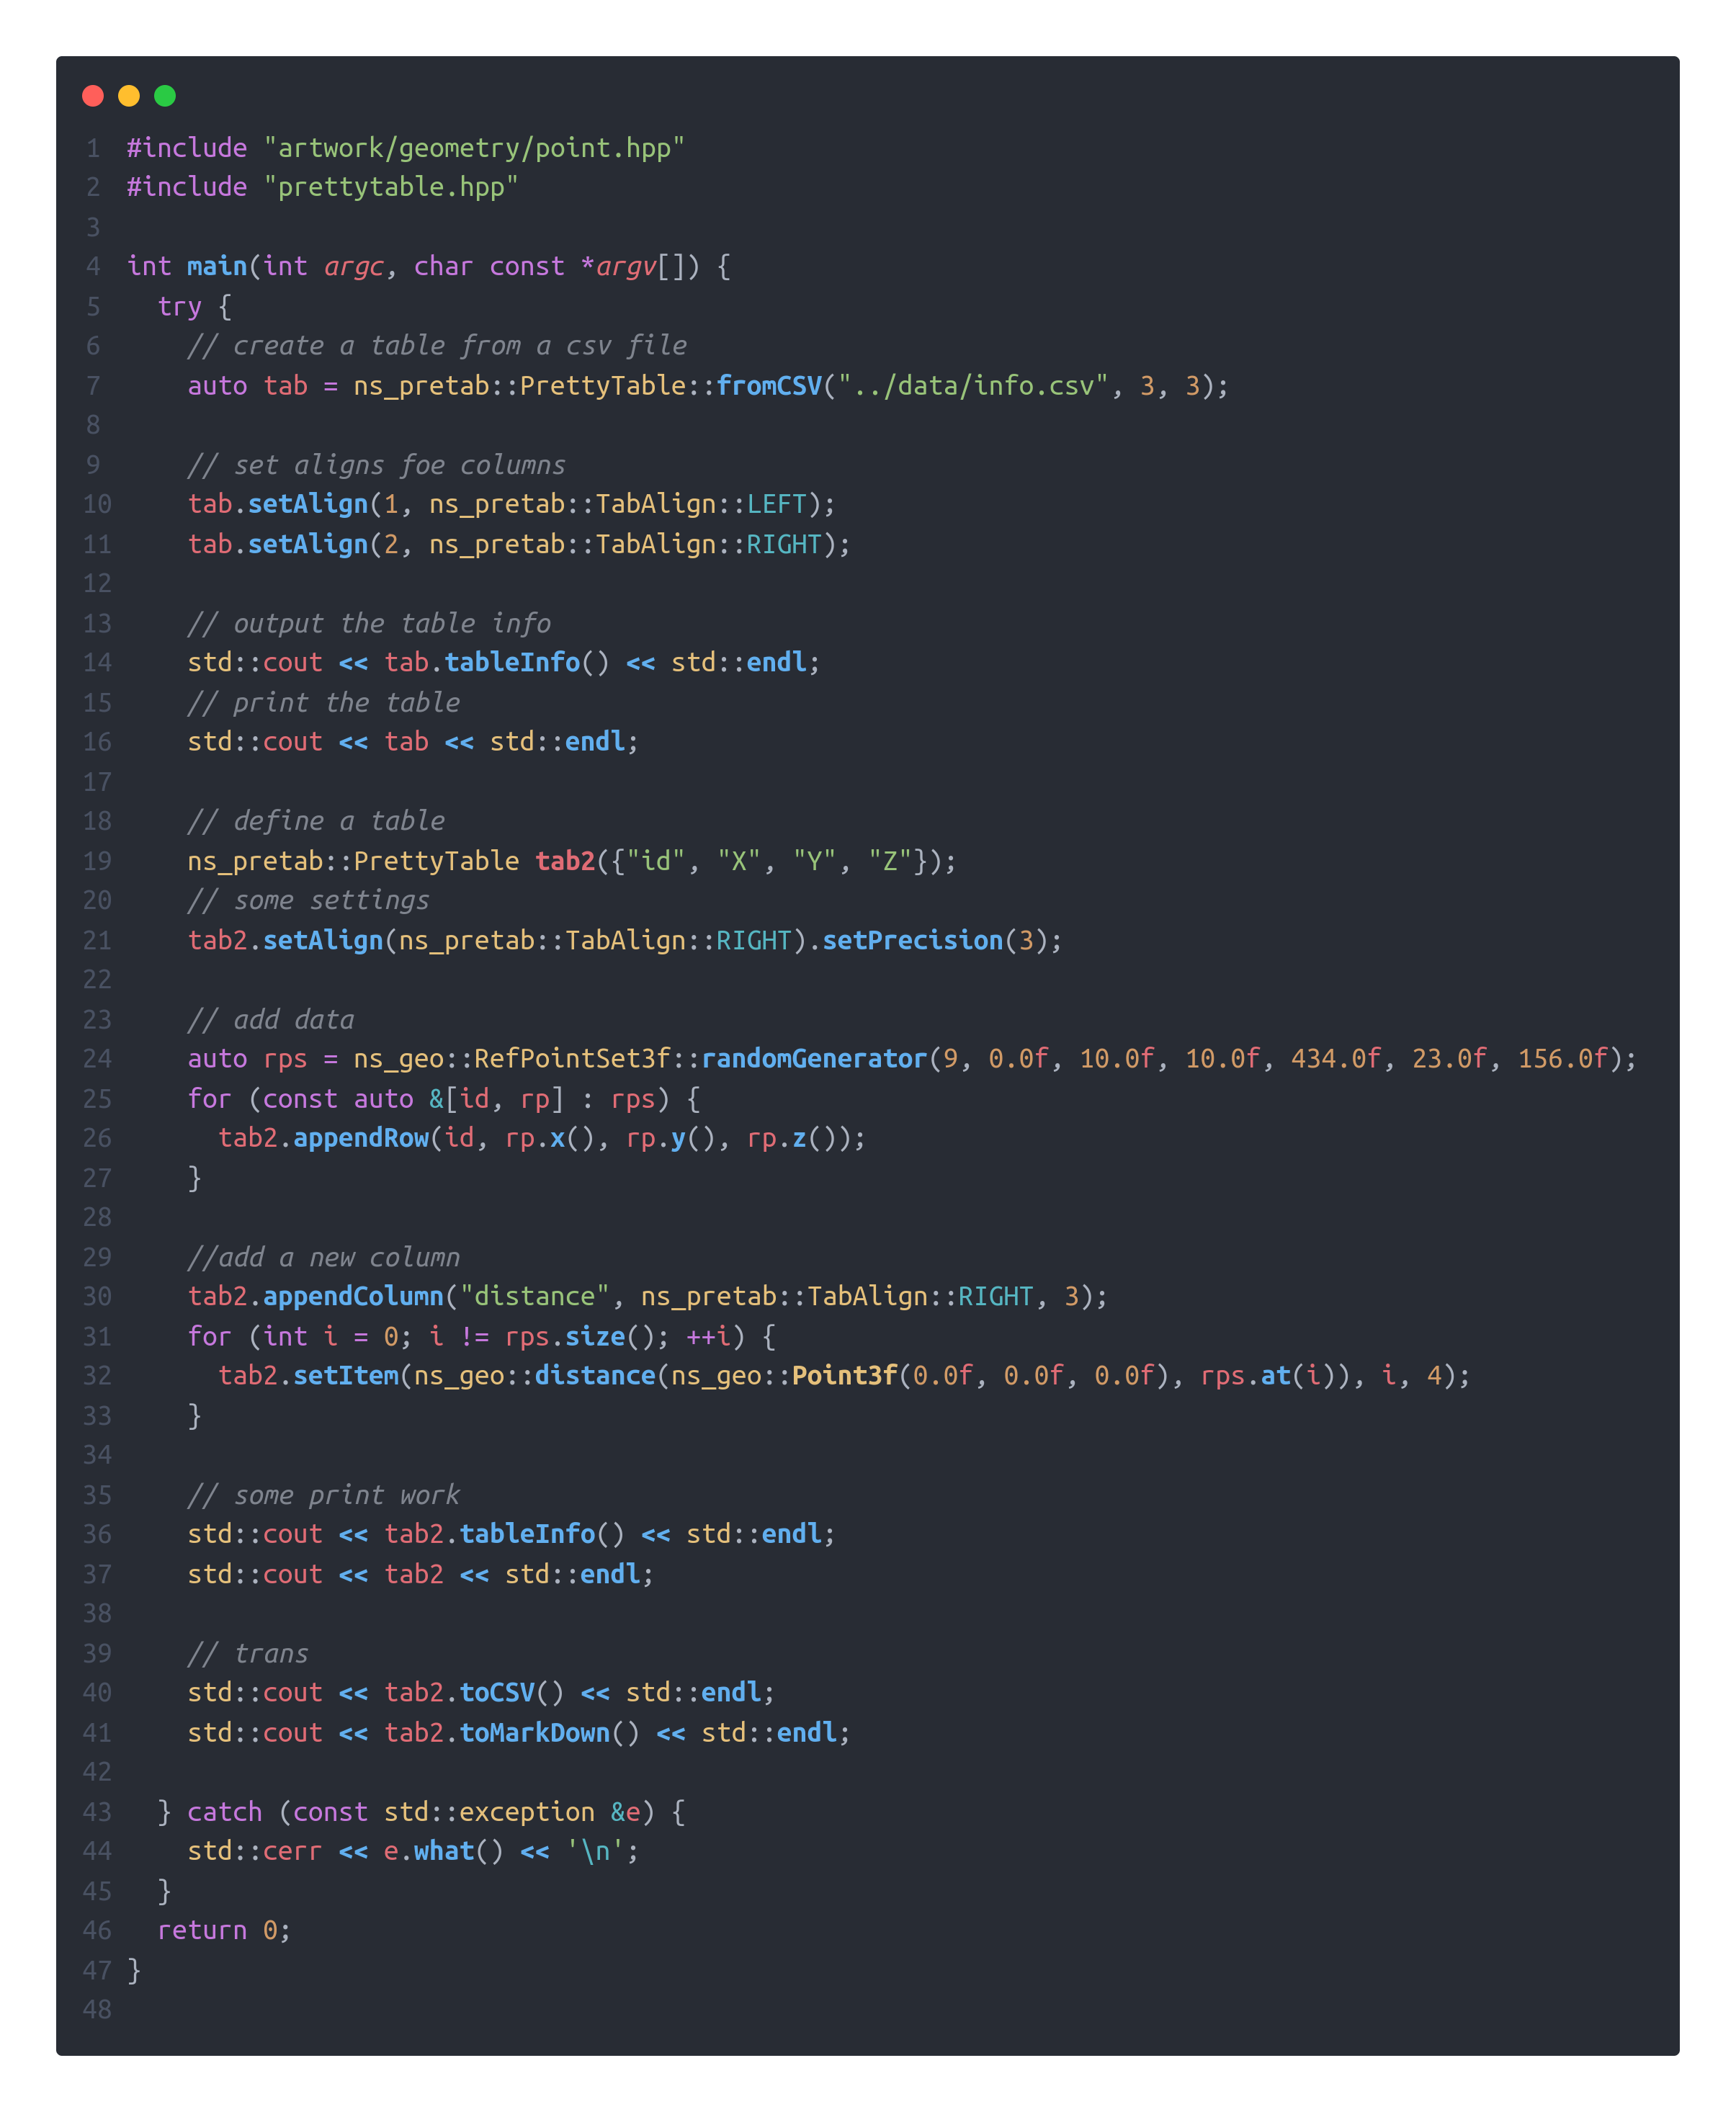 1 #include "artwork/geometry/point.hpp"
2 #include "prettytable.hpp"
3
4 int main(int argc, char const *argv[]) {
5   try {
6     // create a table from a csv file
7     auto tab = ns_pretab::PrettyTable::fromCSV("../data/info.csv", 3, 3);
8
9     // set aligns foe columns
10     tab.setAlign(1, ns_pretab::TabAlign::LEFT);
11     tab.setAlign(2, ns_pretab::TabAlign::RIGHT);
12
13     // output the table info
14     std::cout << tab.tableInfo() << std::endl;
15     // print the table
16     std::cout << tab << std::endl;
17
18     // define a table
19     ns_pretab::PrettyTable tab2({"id", "X", "Y", "Z"});
20     // some settings
21     tab2.setAlign(ns_pretab::TabAlign::RIGHT).setPrecision(3);
22
23     // add data
24     auto rps = ns_geo::RefPointSet3f::randomGenerator(9, 0.0f, 10.0f, 10.0f, 434.0f, 23.0f, 156.0f);
25     for (const auto &[id, rp] : rps) {
26       tab2.appendRow(id, rp.x(), rp.y(), rp.z());
27     }
28
29     //add a new column
30     tab2.appendColumn("distance", ns_pretab::TabAlign::RIGHT, 3);
31     for (int i = 0; i != rps.size(); ++i) {
32       tab2.setItem(ns_geo::distance(ns_geo::Point3f(0.0f, 0.0f, 0.0f), rps.at(i)), i, 4);
33     }
34
35     // some print work
36     std::cout << tab2.tableInfo() << std::endl;
37     std::cout << tab2 << std::endl;
38
39     // trans
40     std::cout << tab2.toCSV() << std::endl;
41     std::cout << tab2.toMarkDown() << std::endl;
42
43   } catch (const std::exception &e) {
44     std::cerr << e.what() << '\n';
45   }
46   return 0;
47 }
48